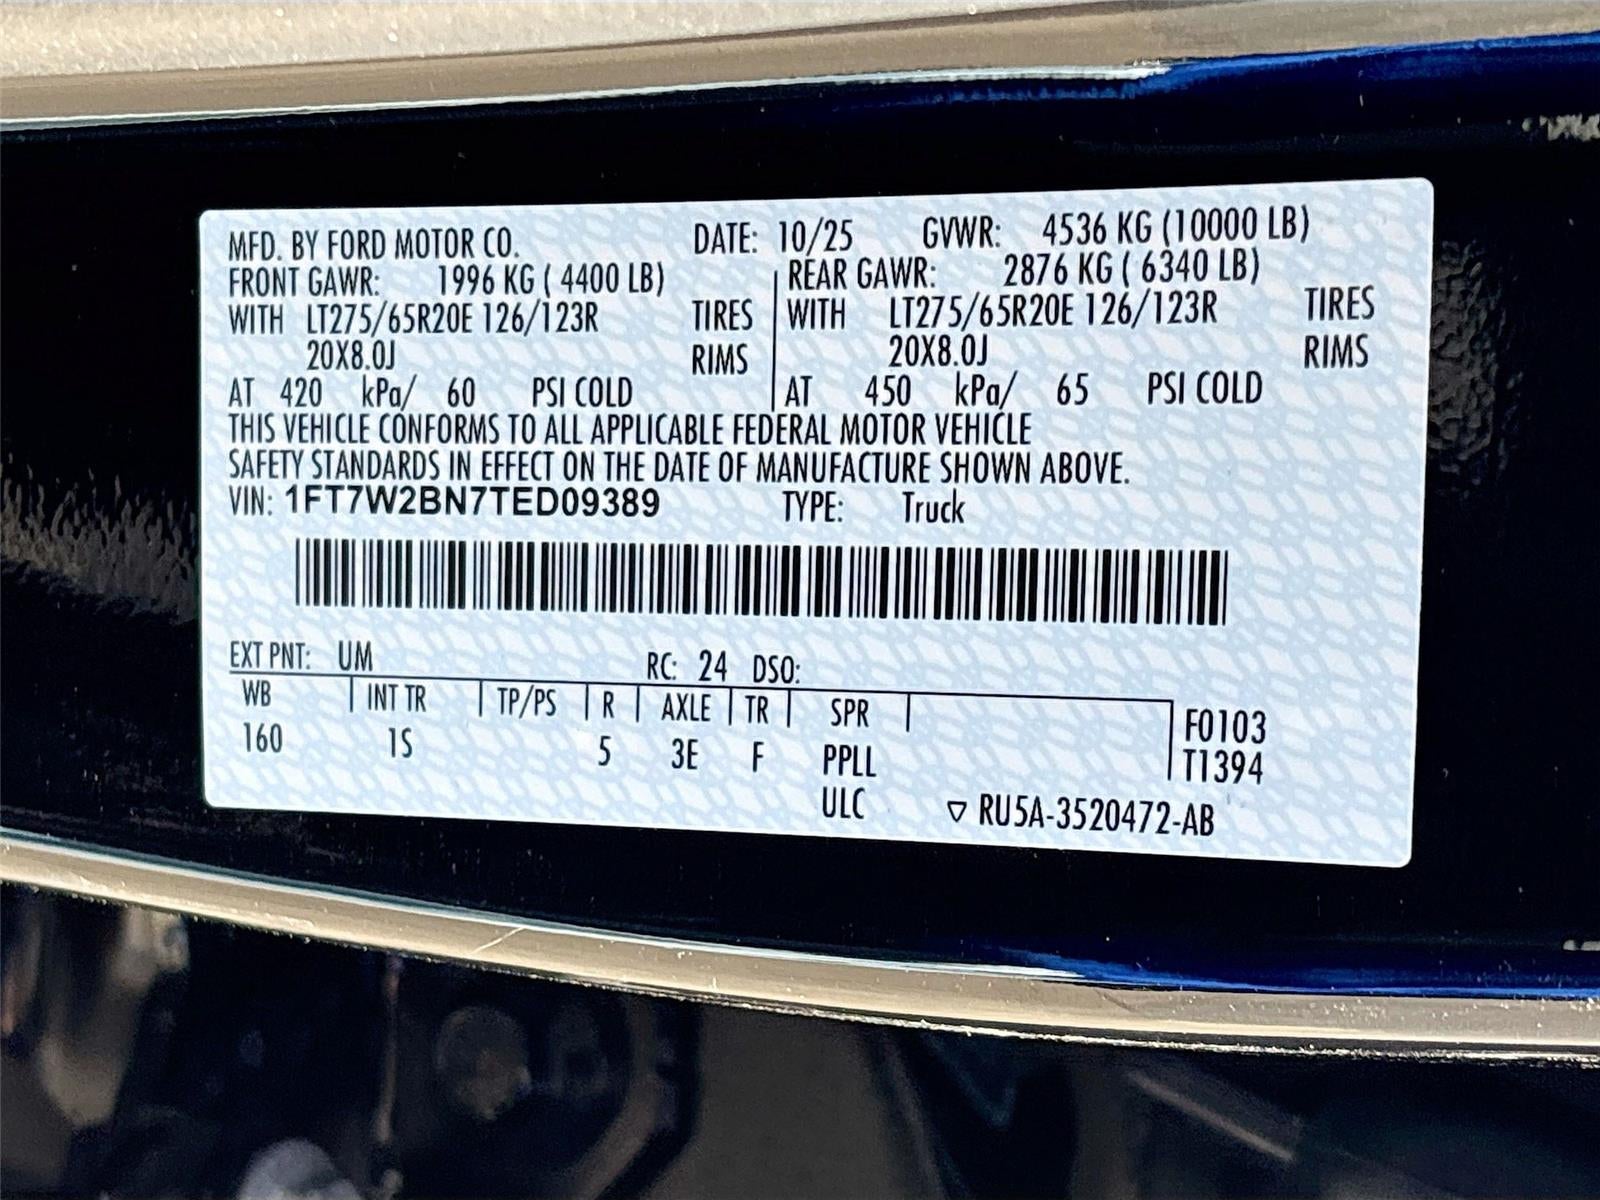 MFD. BY FORD MOTOR CO. DATE: 10/25 GVWR: 4536 KG (10000 LB)
FRONT GAWR: 1996 KG ( 4400 LB) REAR GAWR: 2876 KG ( 6340 LB)
WITH LT275/65R20E 126/123R TIRES WITH LT275/65R20E 126/123R TIRES
20X8.0J RIMS 20X8.0J RIMS
AT 420 kPa/ 60 PSI COLD AT 450 kPa/ 65 PSI COLD
THIS VEHICLE CONFORMS TO ALL APPLICABLE FEDERAL MOTOR VEHICLE
SAFETY STANDARDS IN EFFECT ON THE DATE OF MANUFACTURE SHOWN ABOVE.
VIN: 1FT7W2BN7TED09389 TYPE: Truck
EXT PNT: UM RC: 24 DSO:
WB INT TR TP/PS R AXLE TR SPR F0103
160 1S 5 3E F PPLL T1394
ULC ▽ RU5A-3520472-AB